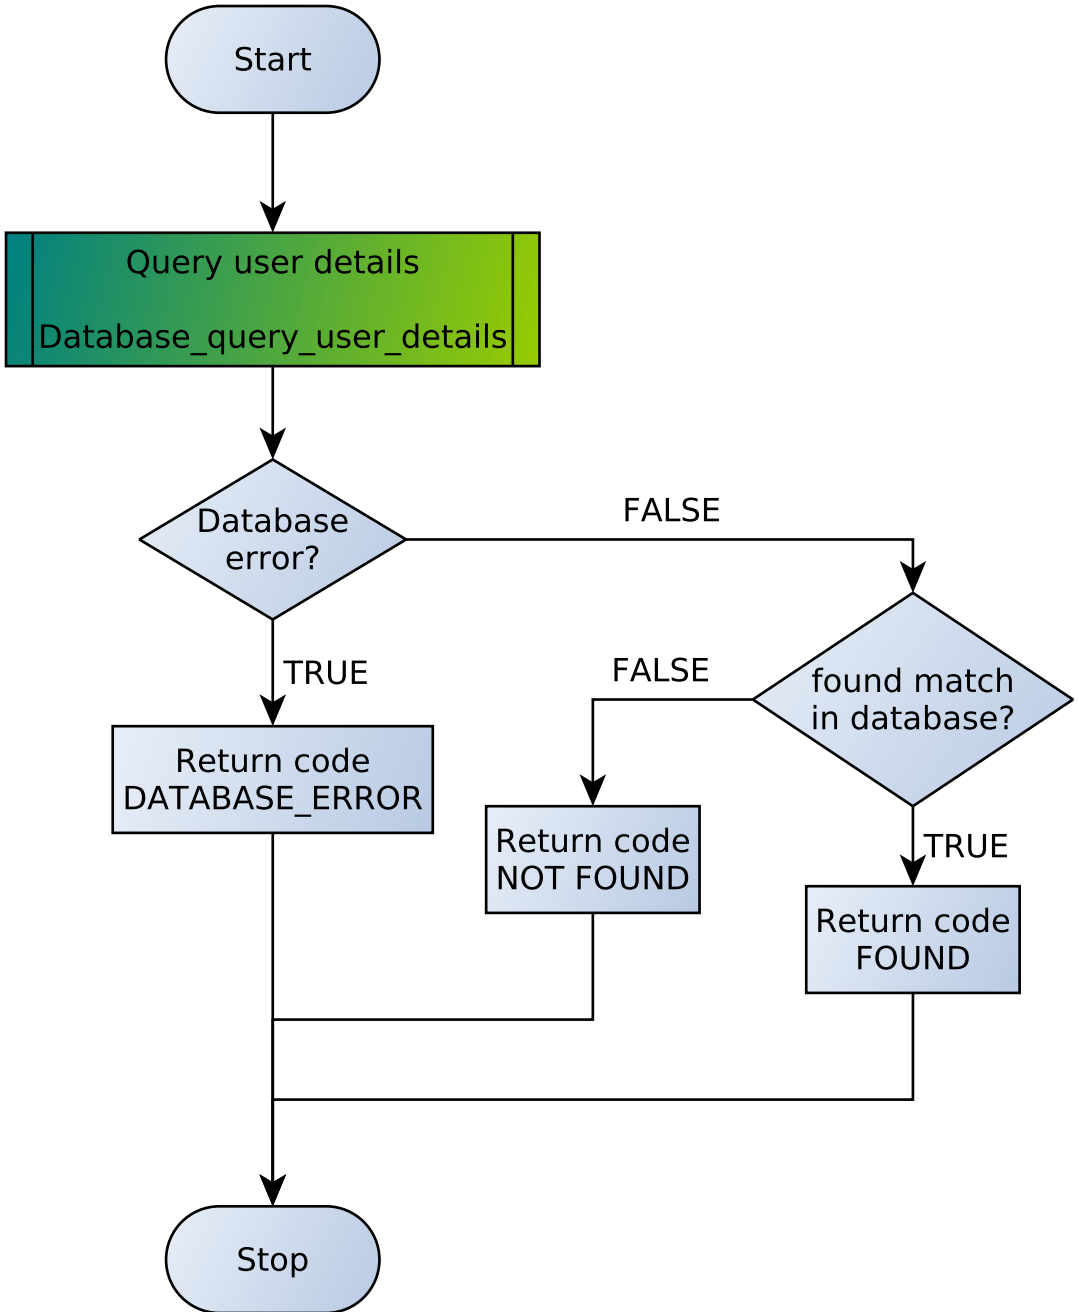 Start
Query user details
Database_query_user_details
Database
error?
FALSE
TRUE
found match
in database?
FALSE
TRUE
Return code
DATABASE_ERROR
Return code
NOT FOUND
Return code
FOUND
Stop